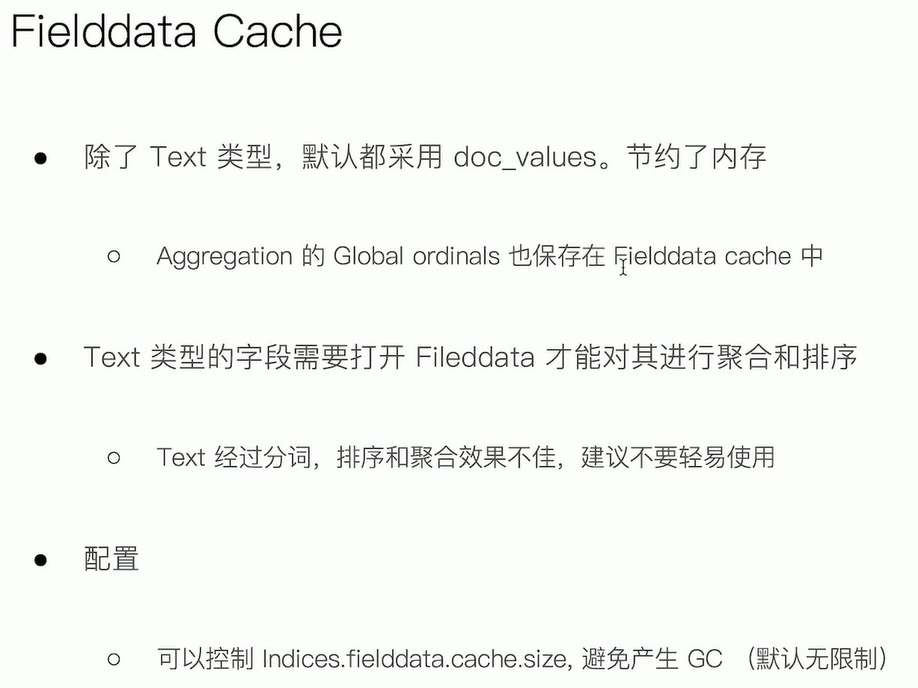 Fielddata Cache
除了 Text 类型，默认都采用 doc_values。节约了内存
Aggregation 的 Global ordinals 也保存在 Fielddata cache 中
Text 类型的字段需要打开 Fileddata 才能对其进行聚合和排序
Text 经过分词，排序和聚合效果不佳，建议不要轻易使用
配置
可以控制 Indices.fielddata.cache.size, 避免产生 GC （默认无限制）